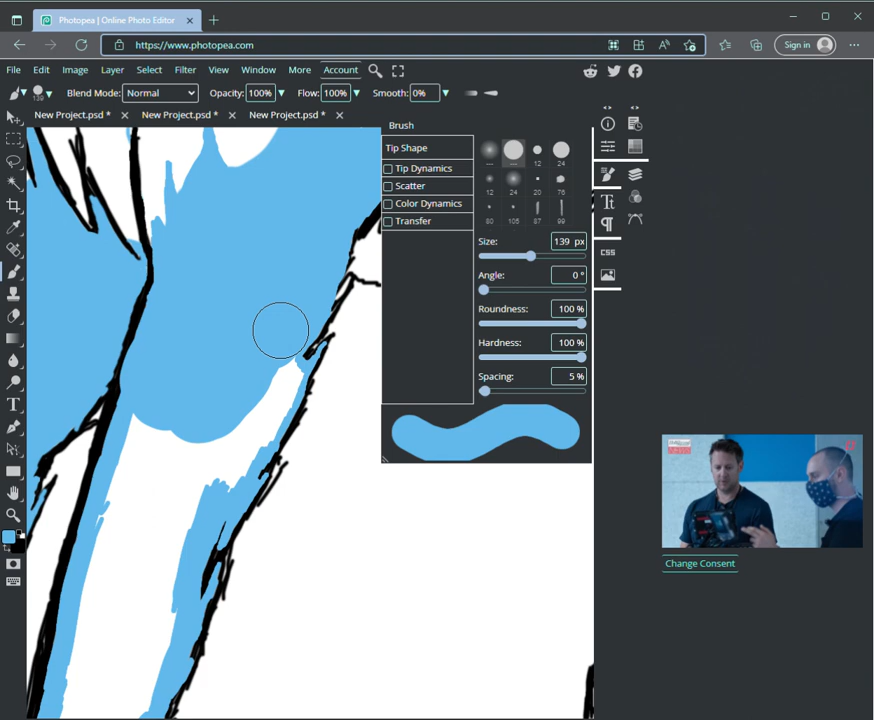 Photopea | Online Photo Editor
https://www.photopea.com
Sign in
File Edit Image Layer Select Filter View Window More Account
139 Blend Mode: Normal Opacity: 100% Flow: 100% Smooth: 0%
New Project.psd * New Project.psd * New Project.psd *
Brush
Tip Shape
Tip Dynamics
Scatter
Color Dynamics
Transfer
--- --- 12 24
12 24 20 76
80 105 87 99
Size: 139 px
Angle: 0°
Roundness: 100%
Hardness: 100%
Spacing: 5%
CSS
Change Consent